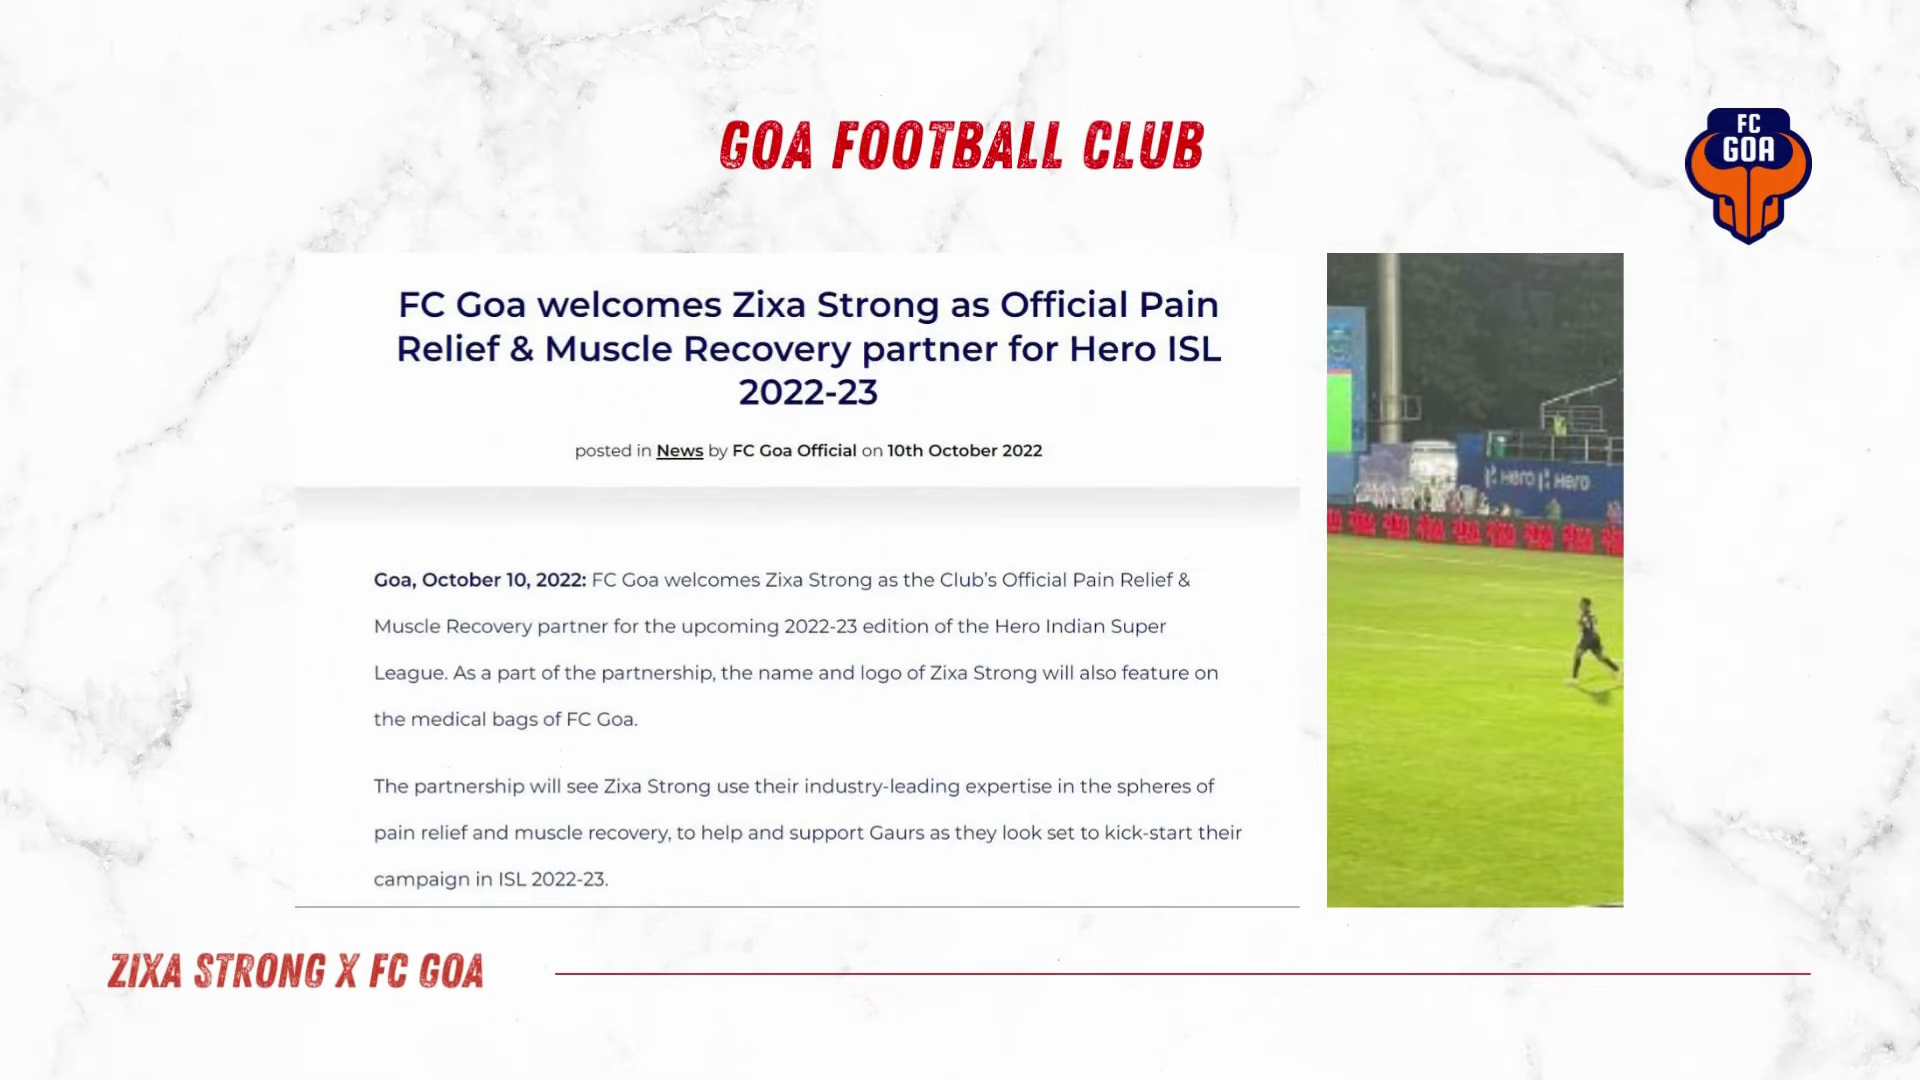 GOA FOOTBALL CLUB
FC
GOA
FC Goa welcomes Zixa Strong as Official Pain
Relief & Muscle Recovery partner for Hero ISL
2022-23
posted in News by FC Goa Official on 10th October 2022
Hero Hero
Goa, October 10, 2022: FC Goa welcomes Zixa Strong as the Club's Official Pain Relief &
Muscle Recovery partner for the upcoming 2022-23 edition of the Hero Indian Super
League. As a part of the partnership, the name and logo of Zixa Strong will also feature on
the medical bags of FC Goa.
The partnership will see Zixa Strong use their industry-leading expertise in the spheres of
pain relief and muscle recovery, to help and support Gaurs as they look set to kick-start their
campaign in ISL 2022-23.
ZIXA STRONG X FC GOA